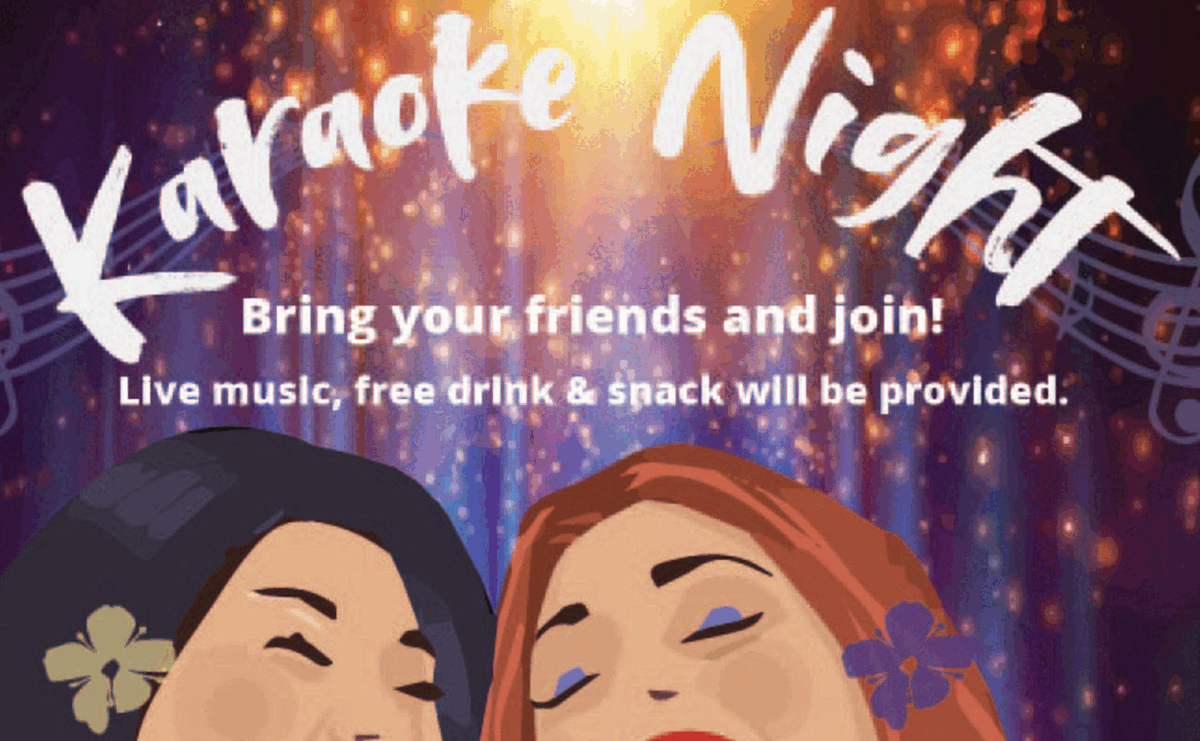 Karaoke Night
Bring your friends and join!
Live music, free drink & snack will be provided.